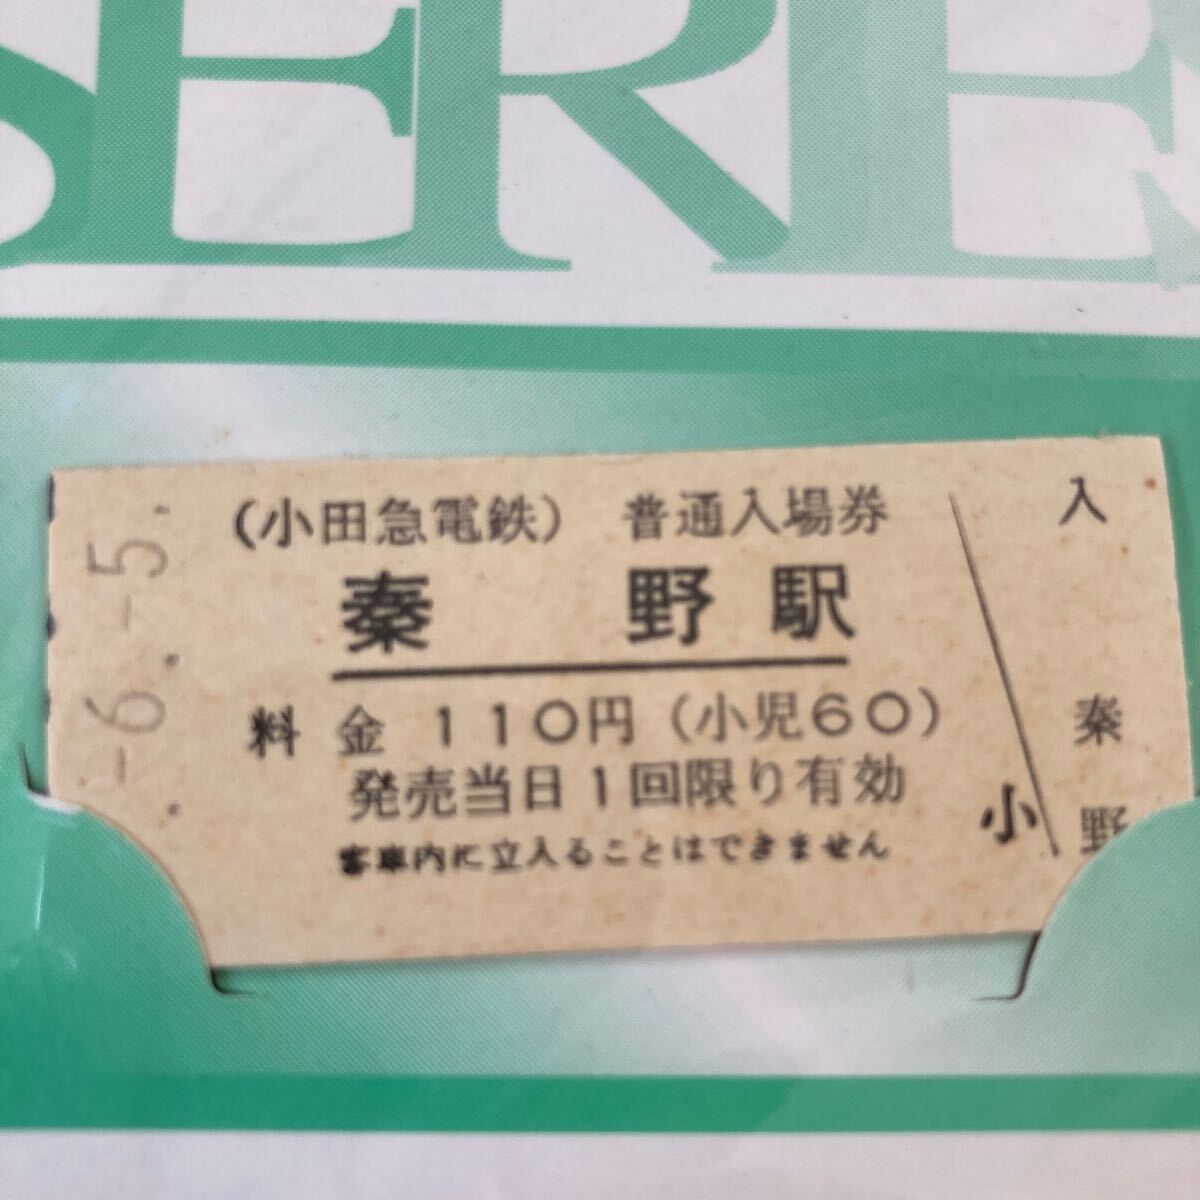 SERIES
(小田急電鉄) 普通入場券
秦野駅
料金 110円(小児60)
発売当日1回限り有効
客車内に立入ることはできません
-6.-5.
小
入
秦野